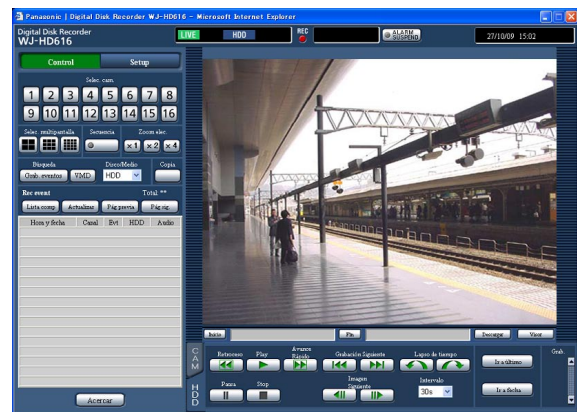 Panasonic | Digital Disk Recorder WJ-HD616 - Microsoft Internet Explorer
Digital Disk Recorder
WJ-HD616
LIVE HDD REC ALARM SUSPEND 27/10/09 15:02
Control Setup
Selec. cam.
1 2 3 4 5 6 7 8
9 10 11 12 13 14 15 16
Selec. multipantalla Secuencia Zoom elec.
x1 x2 x4
Búsqueda Disco/Medio Copia
Grab. eventos VMD HDD
Rec event Total: **
Lista comp Actualizar Pág previa Pág sig.
Hora y fecha Canal Evt HDD Audio
Acercar
Inicio Fin Descargar Visor
CAM
HDD
Retroceso Play Avance Rápido Grabación Siguiente Lapso de tiempo Ir a último Grab.
Pausa Stop Imagen Siguiente Intervalo Ir a fecha
30s